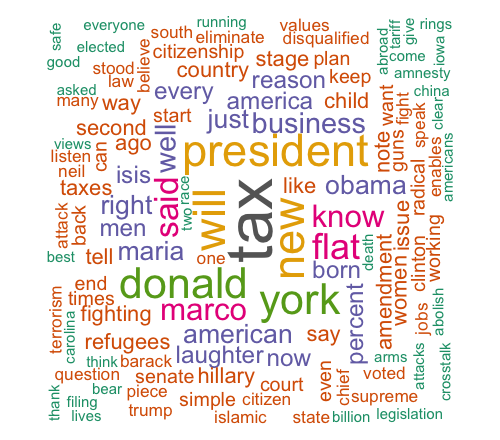 everyone running values rings
safe elected south eliminate disqualified abroad tariff come give iowa
good stood believe citizenship stage plan
asked law country reason keep amnesty
many way every america child want fight china clear
second ago start just business note guns speak enables americans
views listen neil can isis well president radical
taxes said will tax like obama
attack back right men two race new know issue
best tell maria one flat born death amendment women clinton working
end donald york percent jobs abolish
times fighting marco say
terrorism carolina refugees american now arms attacks crosstalk
think barack laughter even voted
question senate hillary court chief supreme
thank bear piece simple citizen
filing lives trump islamic state billion legislation